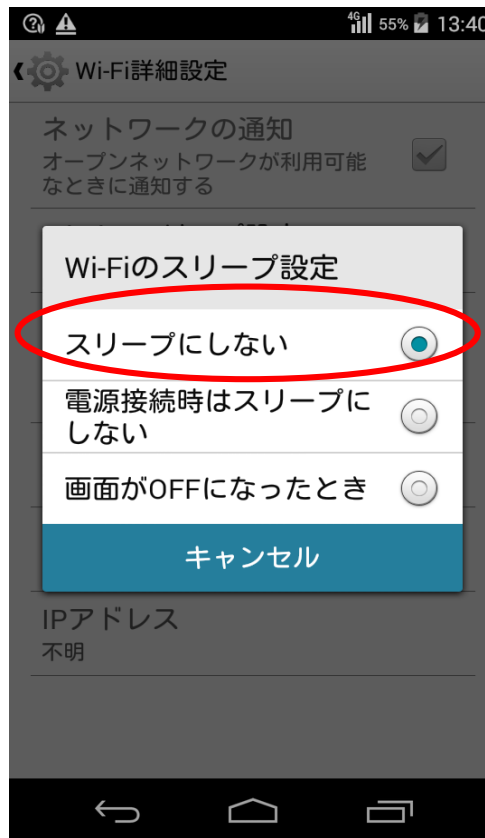 4G 55% 13:40
Wi-Fi詳細設定
ネットワークの通知
オープンネットワークが利用可能
なときに通知する
Wi-Fiのスリープ設定
スリープにしない
電源接続時はスリープに
しない
画面がOFFになったとき
キャンセル
IPアドレス
不明